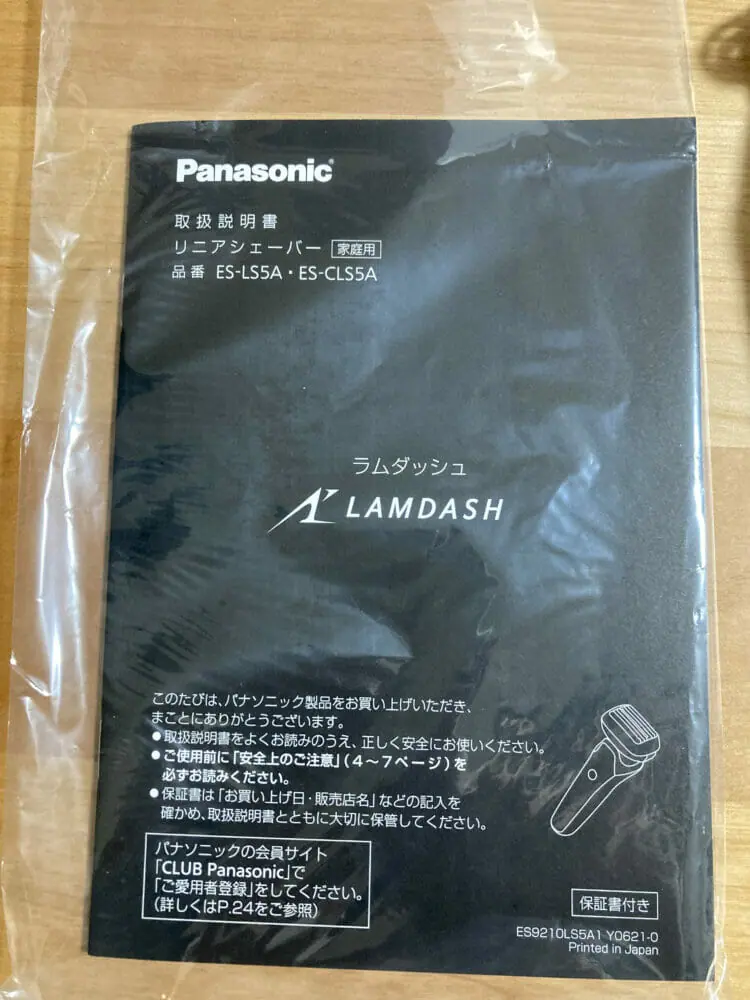 Panasonic®
取扱説明書
リニアシェーバー 家庭用
品番 ES-LS5A・ES-CLS5A
ラムダッシュ
LAMDASH
このたびは、パナソニック製品をお買い上げいただき、
まことにありがとうございます。
●取扱説明書をよくお読みのうえ、正しく安全にお使いください。
●ご使用前に「安全上のご注意」(4〜7ページ)を
必ずお読みください。
●保証書は「お買い上げ日・販売店名」などの記入を
確かめ、取扱説明書とともに大切に保管してください。
パナソニックの会員サイト
「CLUB Panasonic」で
「ご愛用者登録」をしてください。
(詳しくはP.24をご参照)
保証書付き
ES9210LS5A1 Y0621-0
Printed in Japan